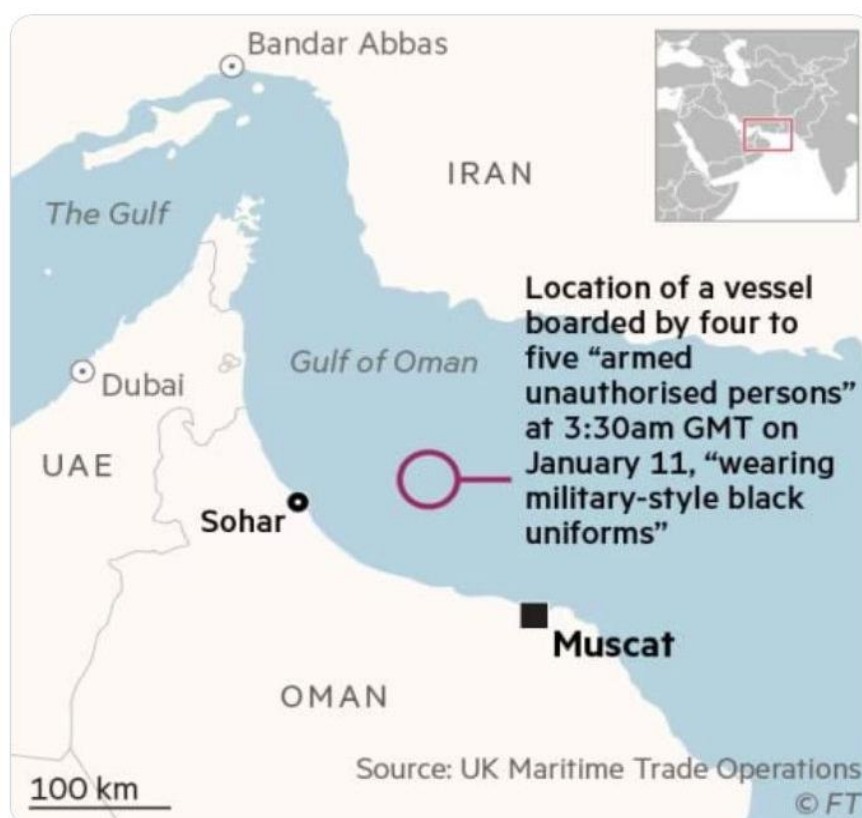 Bandar Abbas
IRAN
The Gulf
Location of a vessel
boarded by four to
five “armed
unauthorised persons”
at 3:30am GMT on
January 11, “wearing
military-style black
uniforms”
Gulf of Oman
Dubai
UAE
Sohar
Muscat
OMAN
Source: UK Maritime Trade Operations
100 km
© FT